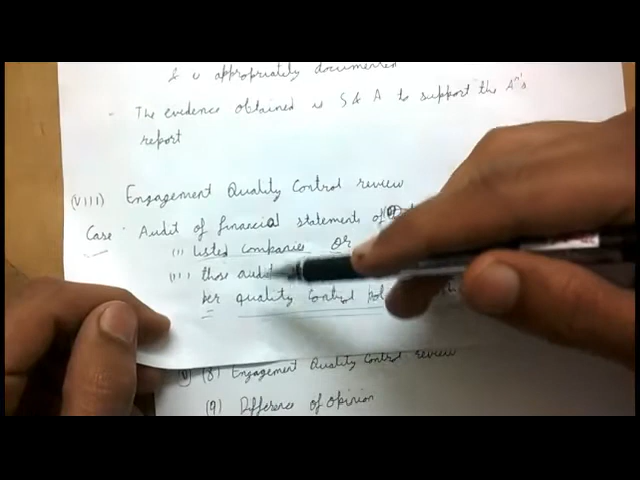 & is appropriately documented
- The evidence obtained is S & A to support the A^n's
report
(VIII) Engagement Quality Control review
Case Audit of financial statements of
(i) Listed companies or
(ii) those audit
per quality control
(8) Engagement Quality Control review
(9) Difference of opinion